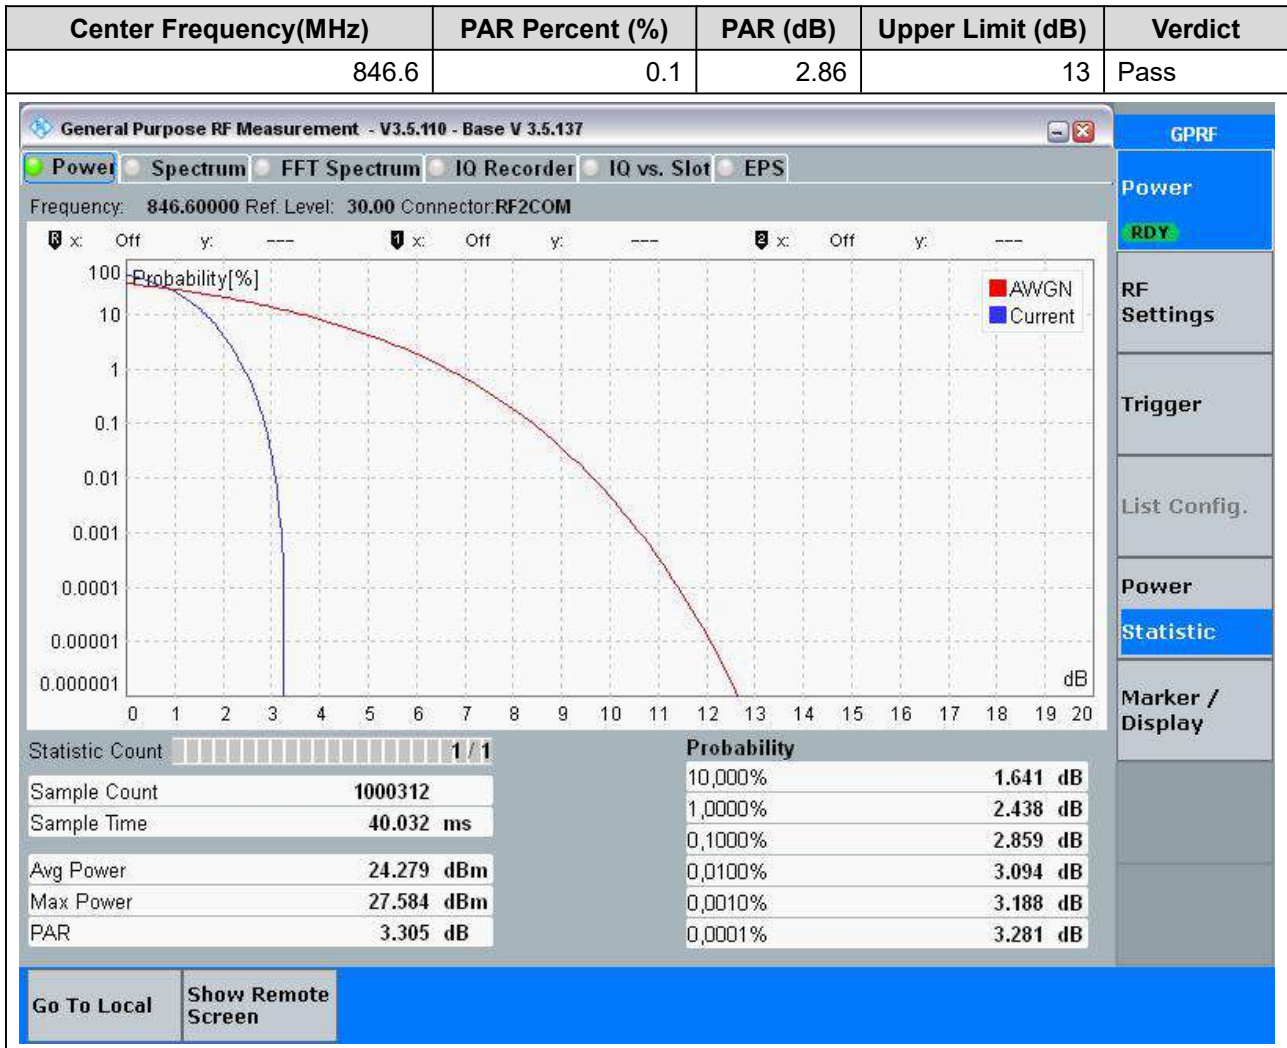 Center Frequency(MHz) PAR Percent (%) PAR (dB) Upper Limit (dB) Verdict
846.6 0.1 2.86 13 Pass
General Purpose RF Measurement - V3.5.110 - Base V 3.5.137
GPRF
Power Spectrum FFT Spectrum IQ Recorder IQ vs. Slot EPS
Frequency: 846.60000 Ref. Level: 30.00 Connector:RF2COM
R x: Off y: --- 1 x: Off y: --- 2 x: Off y: ---
Probability[%]
AWGN
Current
100
10
1
0.1
0.01
0.001
0.0001
0.00001
0.000001
dB
0 1 2 3 4 5 6 7 8 9 10 11 12 13 14 15 16 17 18 19 20
Statistic Count 1 / 1
Sample Count 1000312
Sample Time 40.032 ms
Avg Power 24.279 dBm
Max Power 27.584 dBm
PAR 3.305 dB
Probability
10,000% 1.641 dB
1,0000% 2.438 dB
0,1000% 2.859 dB
0,0100% 3.094 dB
0,0010% 3.188 dB
0,0001% 3.281 dB
Power
RDY
RF
Settings
Trigger
List Config.
Power
Statistic
Marker /
Display
Go To Local
Show Remote
Screen